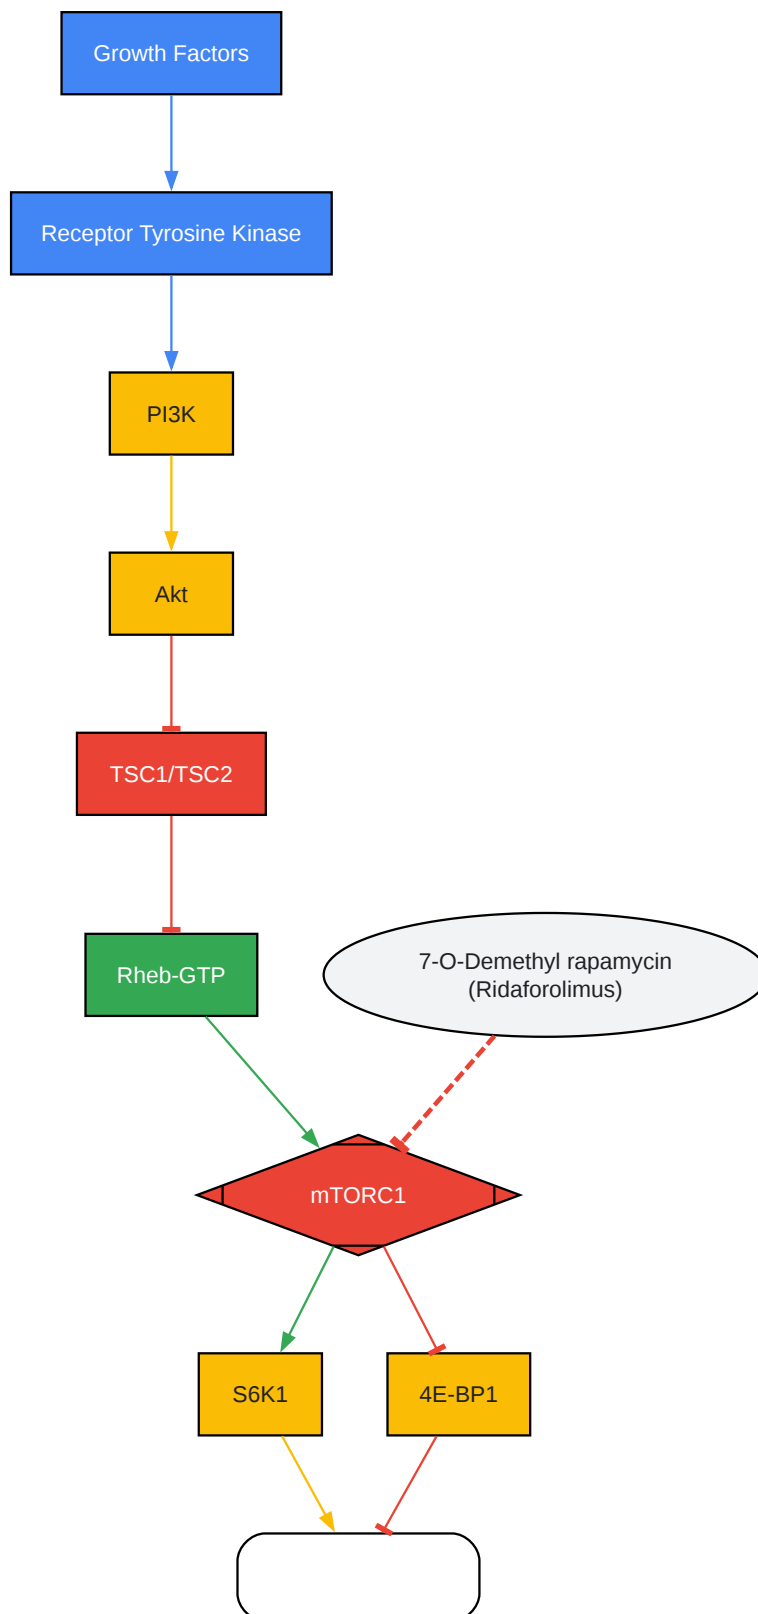 Growth Factors
Receptor Tyrosine Kinase
PI3K
Akt
TSC1/TSC2
Rheb-GTP
7-O-Demethyl rapamycin
(Ridaforolimus)
mTORC1
S6K1
4E-BP1